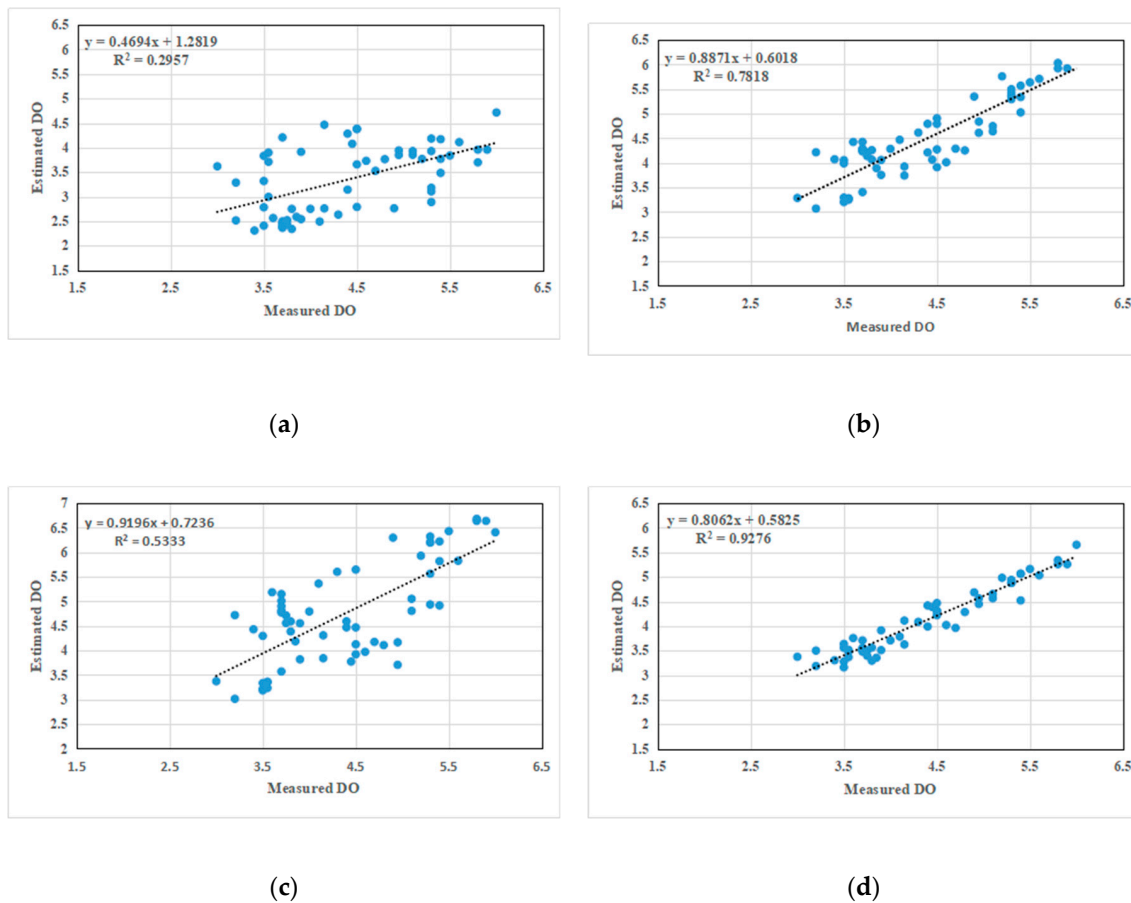 y = 0.4694x + 1.2819
R² = 0.2957
6.5
6
5.5
5
4.5
4
3.5
3
2.5
2
1.5
Estimated DO
1.5 2.5 3.5 4.5 5.5 6.5
Measured DO
(a)
y = 0.8871x + 0.6018
R² = 0.7818
6.5
6
5.5
5
4.5
4
3.5
3
2.5
2
1.5
Estimated DO
1.5 2.5 3.5 4.5 5.5 6.5
Measured DO
(b)
y = 0.9196x + 0.7236
R² = 0.5333
7
6.5
6
5.5
5
4.5
4
3.5
3
2.5
2
Estimated DO
1.5 2.5 3.5 4.5 5.5 6.5
Measured DO
(c)
y = 0.8062x + 0.5825
R² = 0.9276
6.5
6
5.5
5
4.5
4
3.5
3
2.5
2
1.5
Estimated DO
1.5 2.5 3.5 4.5 5.5 6.5
Measured DO
(d)